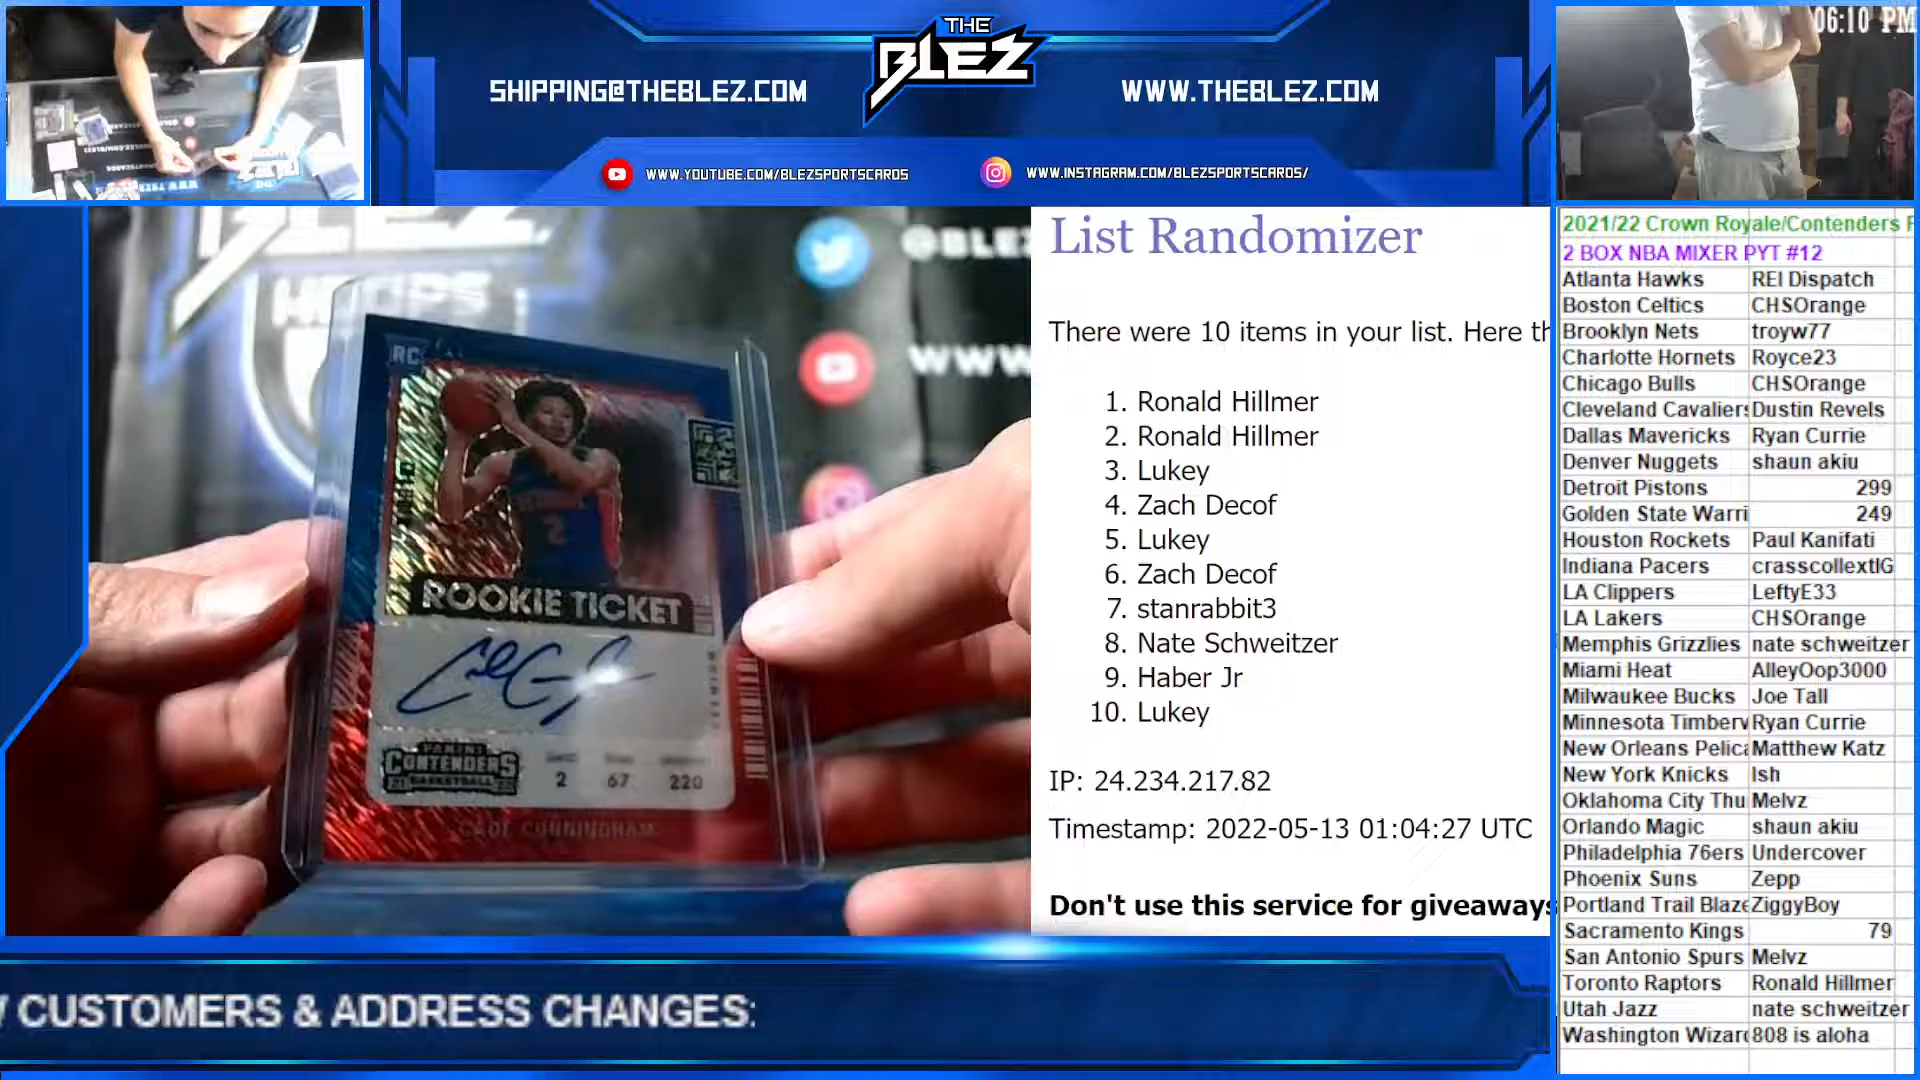 THE
BLEZ
SHIPPING@THEBLEZ.COM
WWW.THEBLEZ.COM
WWW.YOUTUBE.COM/BLEZSPORTSCARDS
WWW.INSTAGRAM.COM/BLEZSPORTSCARDS/
06:10 PM
BLEZ
HOOPS
@BLEZ
WWW
RC
ROOKIE TICKET
PANINI
CONTENDERS
BASKETBALL
2 67 220
CADE CUNNINGHAM
List Randomizer
There were 10 items in your list. Here th
1. Ronald Hillmer
2. Ronald Hillmer
3. Lukey
4. Zach Decof
5. Lukey
6. Zach Decof
7. stanrabbit3
8. Nate Schweitzer
9. Haber Jr
10. Lukey
IP: 24.234.217.82
Timestamp: 2022-05-13 01:04:27 UTC
Don't use this service for giveaways
2021/22 Crown Royale/Contenders
2 BOX NBA MIXER PYT #12
Atlanta Hawks REI Dispatch
Boston Celtics CHSOrange
Brooklyn Nets troyw77
Charlotte Hornets Royce23
Chicago Bulls CHSOrange
Cleveland Cavaliers Dustin Revels
Dallas Mavericks Ryan Currie
Denver Nuggets shaun akiu
Detroit Pistons 299
Golden State Warri 249
Houston Rockets Paul Kanifati
Indiana Pacers crasscollextIG
LA Clippers LeftyE33
LA Lakers CHSOrange
Memphis Grizzlies nate schweitzer
Miami Heat AlleyOop3000
Milwaukee Bucks Joe Tall
Minnesota Timberv Ryan Currie
New Orleans Pelica Matthew Katz
New York Knicks Ish
Oklahoma City Thu Melvz
Orlando Magic shaun akiu
Philadelphia 76ers Undercover
Phoenix Suns Zepp
Portland Trail Blaze ZiggyBoy
Sacramento Kings 79
San Antonio Spurs Melvz
Toronto Raptors Ronald Hillmer
Utah Jazz nate schweitzer
Washington Wizard 808 is aloha
CUSTOMERS & ADDRESS CHANGES: